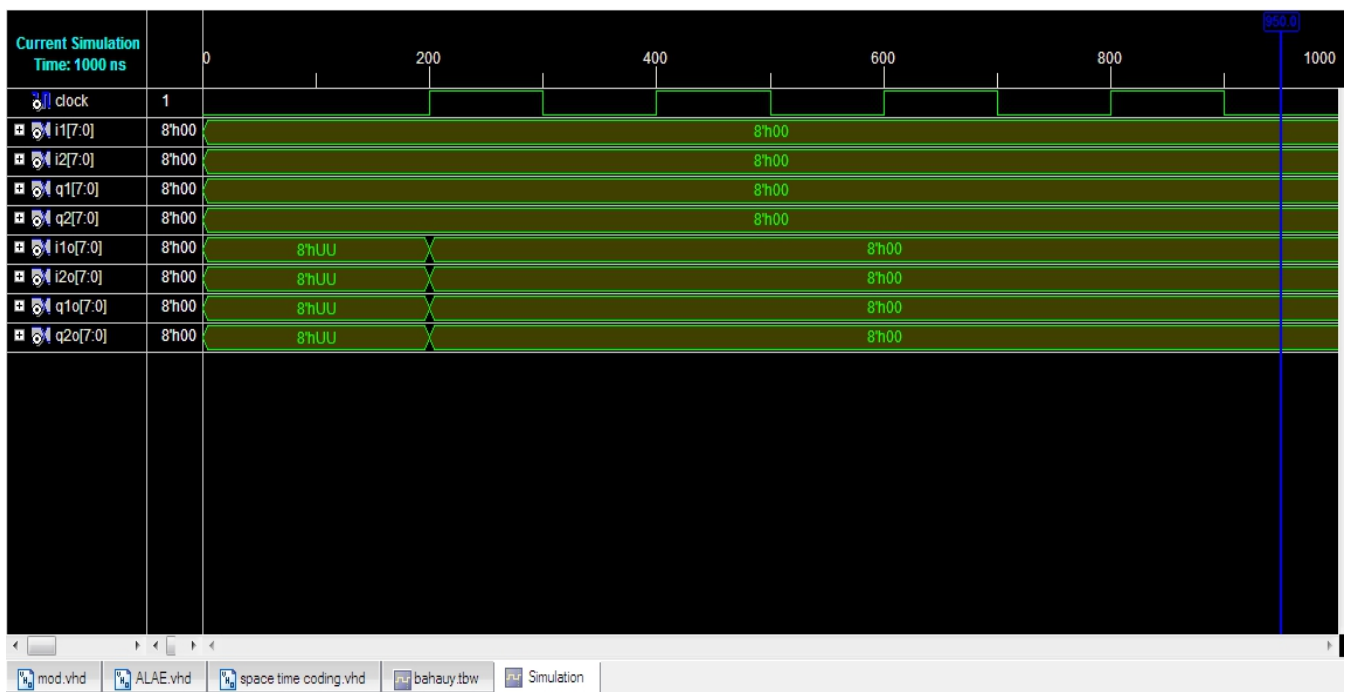 950.0
Current Simulation
Time: 1000 ns
0 200 400 600 800 1000
clock 1
i1[7:0] 8'h00 8'h00
i2[7:0] 8'h00 8'h00
q1[7:0] 8'h00 8'h00
q2[7:0] 8'h00 8'h00
i1o[7:0] 8'h00 8'hUU 8'h00
i2o[7:0] 8'h00 8'hUU 8'h00
q1o[7:0] 8'h00 8'hUU 8'h00
q2o[7:0] 8'h00 8'hUU 8'h00
mod.vhd ALAE.vhd space time coding.vhd bahauy.tbw Simulation